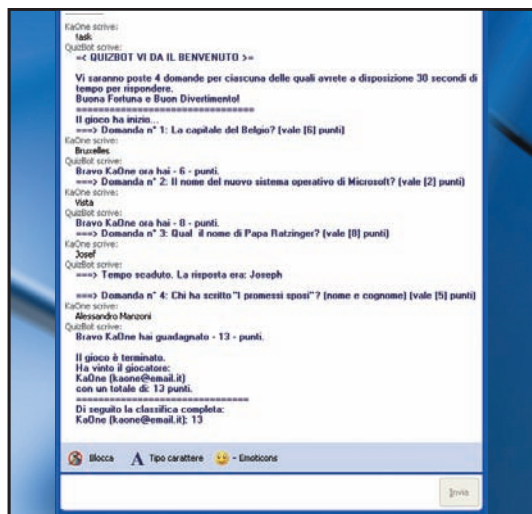 KaOne scrive:
!task
QuizBot scrive:
=< QUIZBOT VI DA IL BENVENUTO >=
Vi saranno poste 4 domande per ciascuna delle quali avrete a disposizione 30 secondi di
tempo per rispondere.
Buona Fortuna e Buon Divertimento!
================================
Il gioco ha inizio...
===> Domanda n° 1: La capitale del Belgio? (vale [6] punti)
KaOne scrive:
Bruxelles
QuizBot scrive:
Bravo KaOne ora hai - 6 - punti.
===> Domanda n° 2: Il nome del nuovo sistema operativo di Microsoft? (vale [2] punti)
KaOne scrive:
Vista
QuizBot scrive:
Bravo KaOne ora hai - 8 - punti.
===> Domanda n° 3: Qual il nome di Papa Ratzinger? (vale [8] punti)
KaOne scrive:
Josef
QuizBot scrive:
===> Tempo scaduto. La risposta era: Joseph
===> Domanda n° 4: Chi ha scritto "I promessi sposi"? (nome e cognome) (vale [5] punti)
KaOne scrive:
Alessandro Manzoni
QuizBot scrive:
Bravo KaOne hai guadagnato - 13 - punti.
Il gioco è terminato.
Ha vinto il giocatore:
KaOne (kaone@email.it)
con un totale di: 13 punti.
===============================
Di seguito la classifica completa:
KaOne (kaone@email.it): 13
Blocca A Tipo carattere - Emoticons
Invia